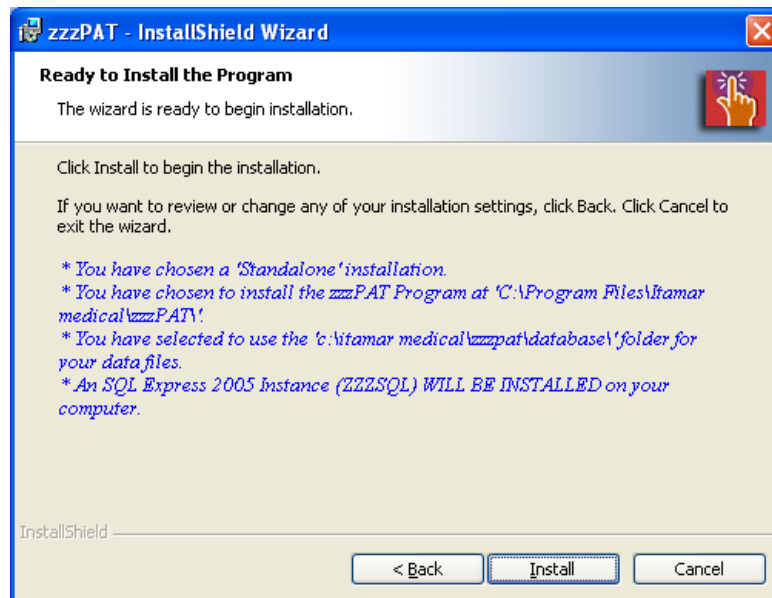 zzzPAT - InstallShield Wizard
Ready to Install the Program
The wizard is ready to begin installation.
Click Install to begin the installation.
If you want to review or change any of your installation settings, click Back. Click Cancel to
exit the wizard.
* You have chosen a 'Standalone' installation.
* You have chosen to install the zzzPAT Program at 'C:\Program Files\Itamar
medical\zzzPAT\'.
* You have selected to use the 'c:\itamar medical\zzzpat\database\' folder for
your data files.
* An SQL Express 2005 Instance (ZZZSQL) WILL BE INSTALLED on your
computer.
InstallShield
< Back
Install
Cancel